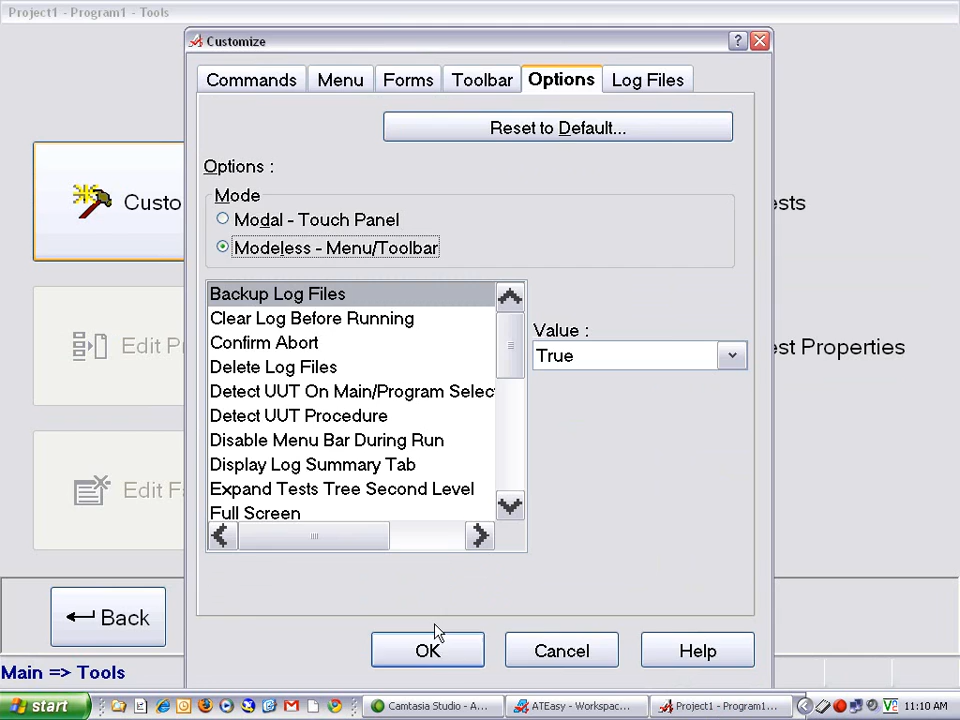 Project1 - Program1 - Tools
Customize
Commands Menu Forms Toolbar Options Log Files
Reset to Default...
Options :
Mode
Modal - Touch Panel
Modeless - Menu/Toolbar
Backup Log Files
Clear Log Before Running
Confirm Abort
Delete Log Files
Detect UUT On Main/Program Selec
Detect UUT Procedure
Disable Menu Bar During Run
Display Log Summary Tab
Expand Tests Tree Second Level
Full Screen
Value :
True
OK Cancel Help
Custo
Edit P
Edit F
ests
est Properties
Back
Main => Tools
start
Camtasia Studio - A...
ATEasy - Workspac...
Project1 - Program1...
11:10 AM